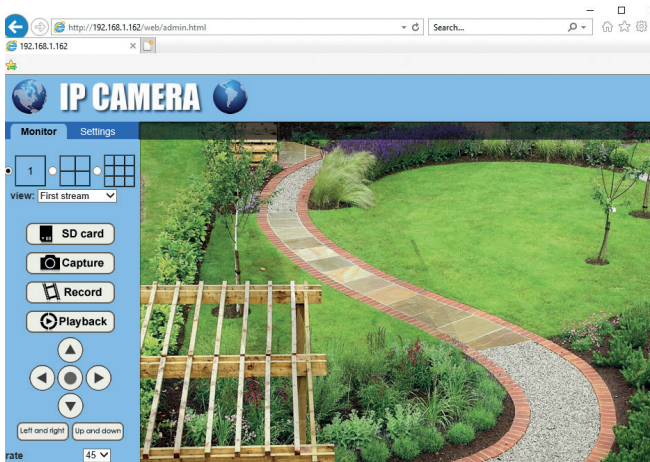 http://192.168.1.162/web/admin.html
Search...
192.168.1.162
IP CAMERA
Monitor Settings
1
view: First stream
SD card
Capture
Record
Playback
Left and right Up and down
rate 45